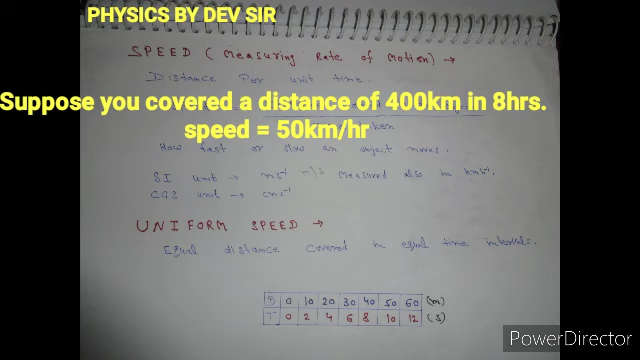 PHYSICS BY DEV SIR
SPEED (Measuring Rate of Motion) →
Distance Per unit time.
Suppose you covered a distance of 400km in 8hrs.
speed = 50km/hr
How fast or slow an object moves.
SI unit → ms⁻¹ m/s measured also in kmh⁻¹
CGS unit → cms⁻¹
UNIFORM SPEED →
Equal distance covered in equal time intervals.
D 0 10 20 30 40 50 60 (m)
T 0 2 4 6 8 10 12 (s)
PowerDirector